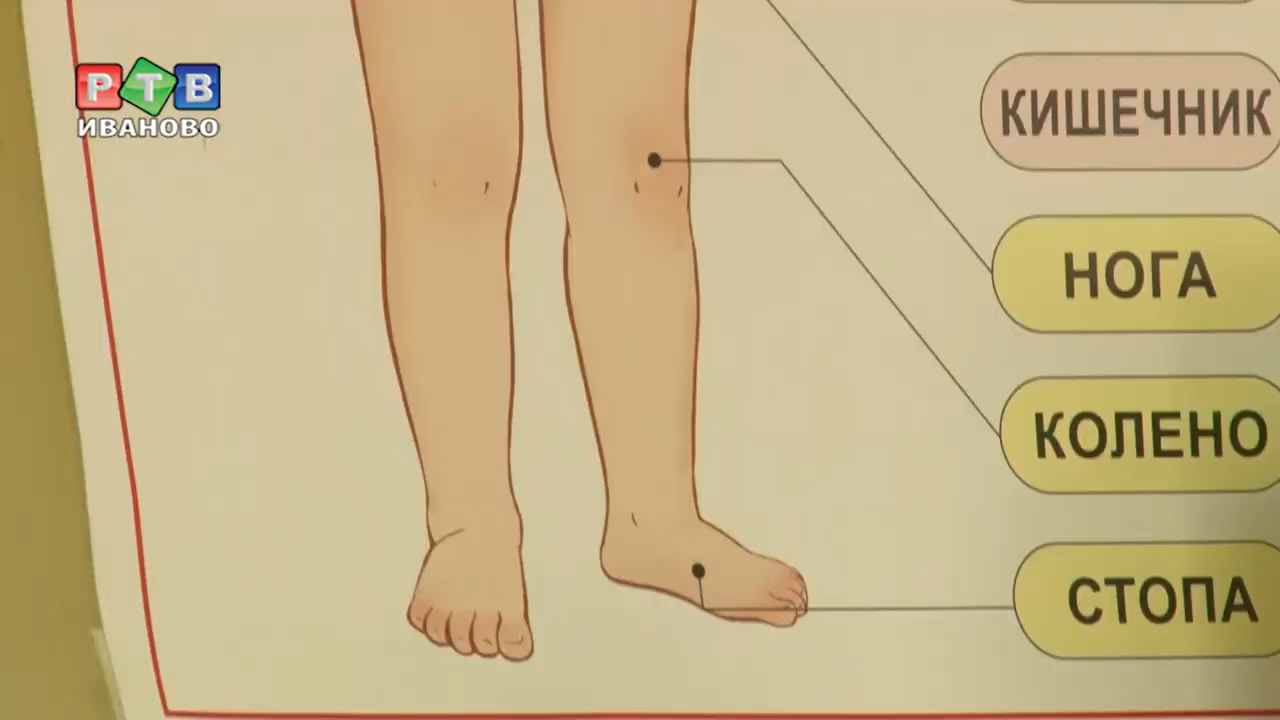 РТВ
ИВАНОВО
КИШЕЧНИК
НОГА
КОЛЕНО
СТОПА